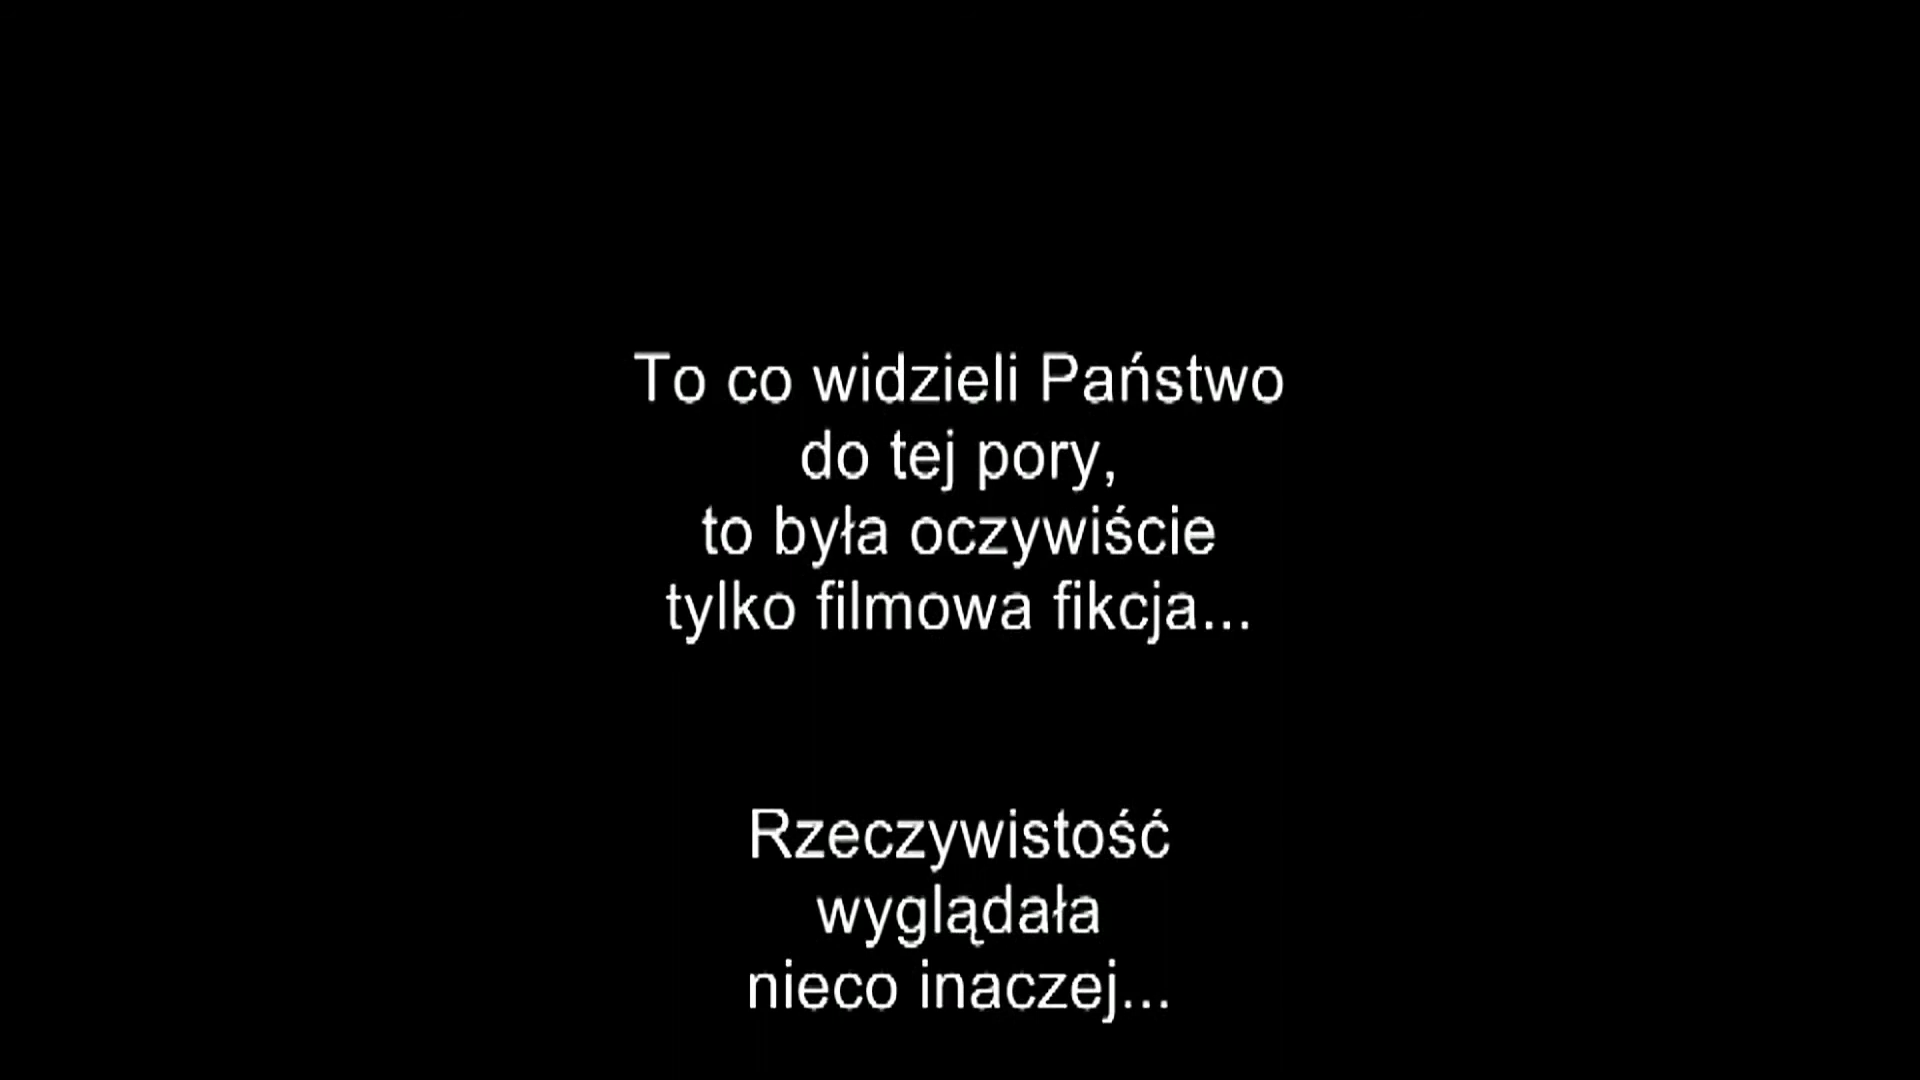 To co widzieli Państwo
do tej pory,
to była oczywiście
tylko filmowa fikcja...
Rzeczywistość
wyglądała
nieco inaczej...